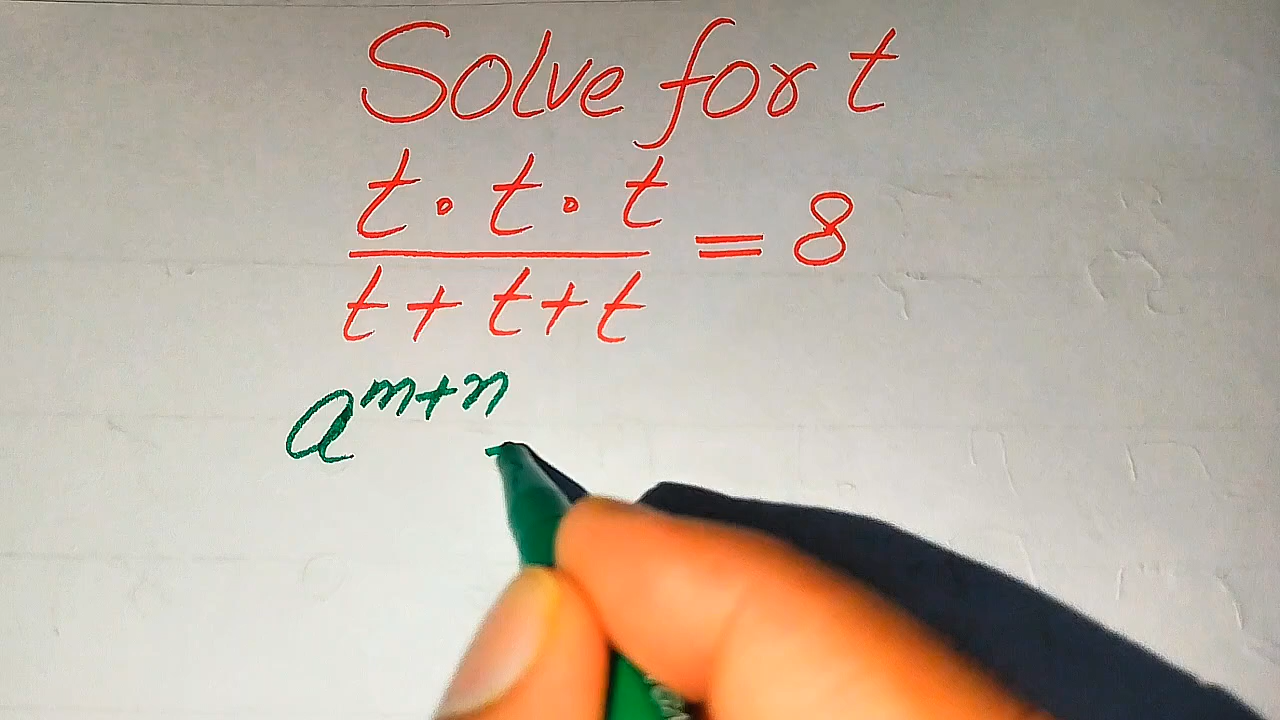 Solve for t
t · t · t
――――― = 8
t + t + t
a^{m+n}